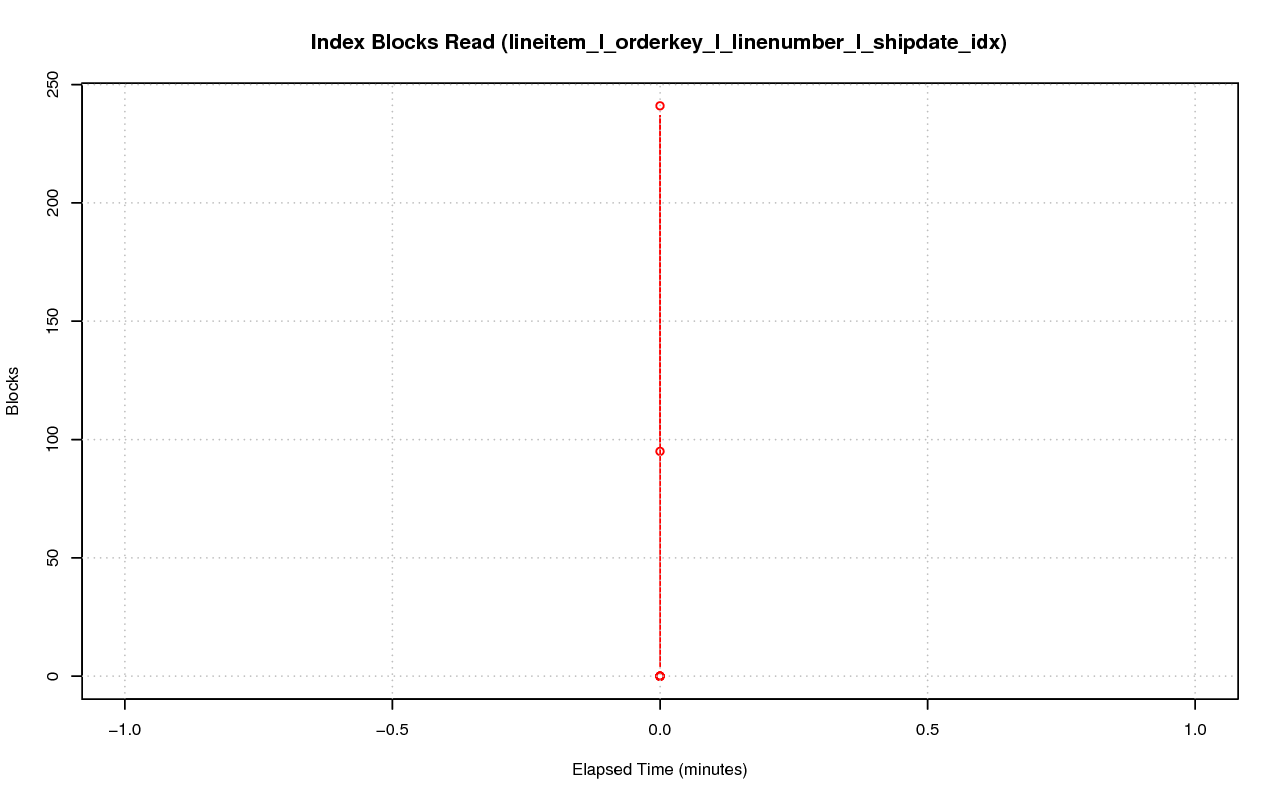 Index Blocks Read (lineitem_l_orderkey_l_linenumber_l_shipdate_idx)
250
200
150
100
50
0
Blocks
−1.0 −0.5 0.0 0.5 1.0
Elapsed Time (minutes)